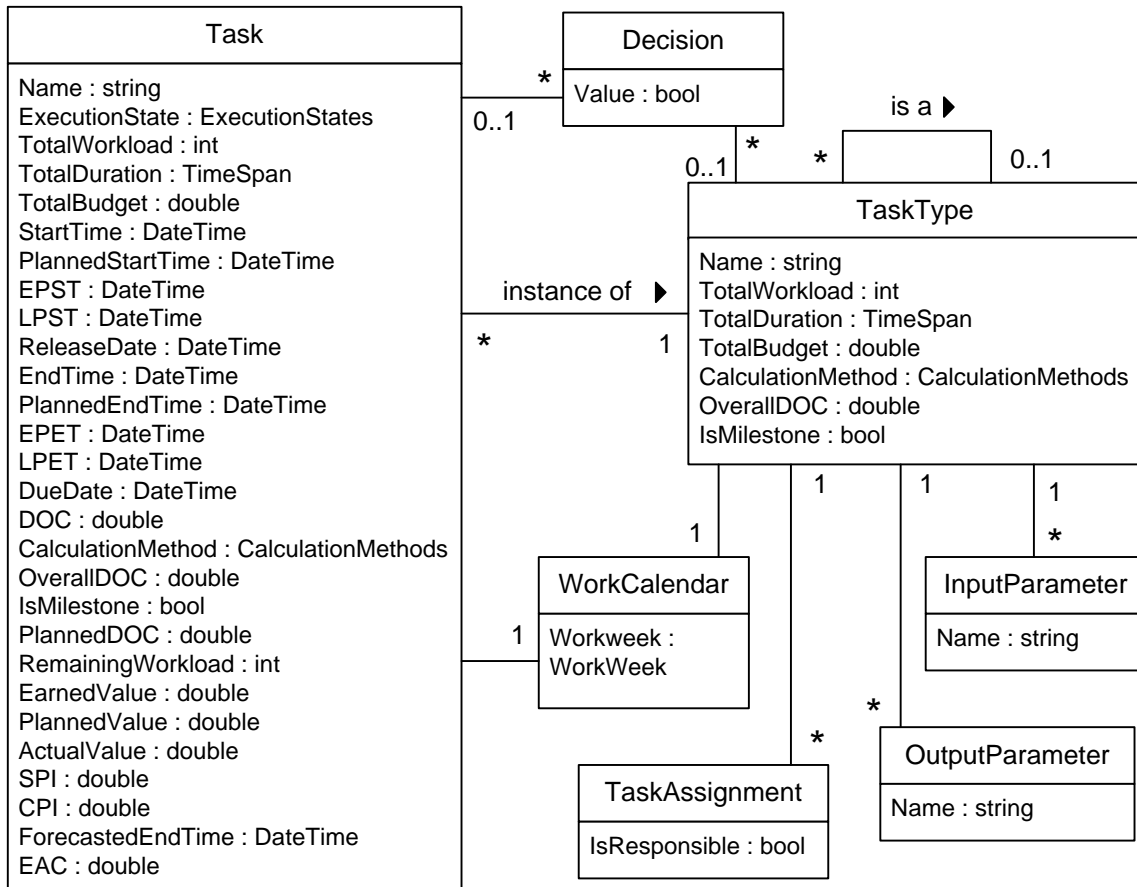 Task
Name : string
ExecutionState : ExecutionStates
TotalWorkload : int
TotalDuration : TimeSpan
TotalBudget : double
StartTime : DateTime
PlannedStartTime : DateTime
EPST : DateTime
LPST : DateTime
ReleaseDate : DateTime
EndTime : DateTime
PlannedEndTime : DateTime
EPET : DateTime
LPET : DateTime
DueDate : DateTime
DOC : double
CalculationMethod : CalculationMethods
OverallDOC : double
IsMilestone : bool
PlannedDOC : double
RemainingWorkload : int
EarnedValue : double
PlannedValue : double
ActualValue : double
SPI : double
CPI : double
ForecastedEndTime : DateTime
EAC : double
*
0..1
Decision
Value : bool
*
0..1
is a
*
0..1
TaskType
Name : string
TotalWorkload : int
TotalDuration : TimeSpan
TotalBudget : double
CalculationMethod : CalculationMethods
OverallDOC : double
IsMilestone : bool
instance of
*
1
1
1
WorkCalendar
Workweek :
WorkWeek
1
*
TaskAssignment
IsResponsible : bool
1
*
OutputParameter
Name : string
1
*
InputParameter
Name : string